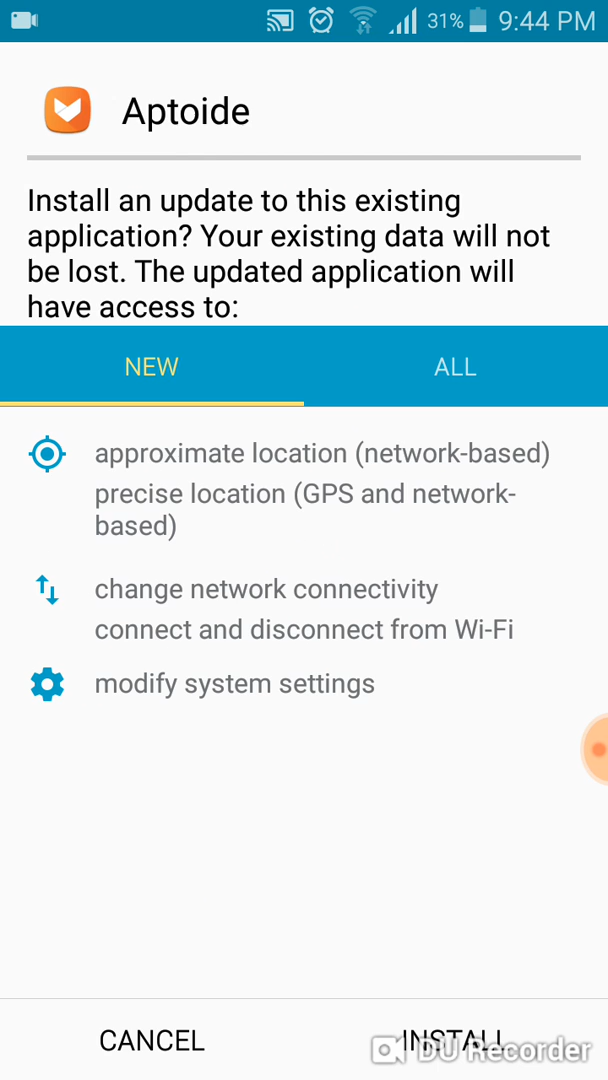 31% 9:44 PM
Aptoide
Install an update to this existing
application? Your existing data will not
be lost. The updated application will
have access to:
NEW ALL
approximate location (network-based)
precise location (GPS and network-
based)
change network connectivity
connect and disconnect from Wi-Fi
modify system settings
CANCEL INSTALL
DU Recorder